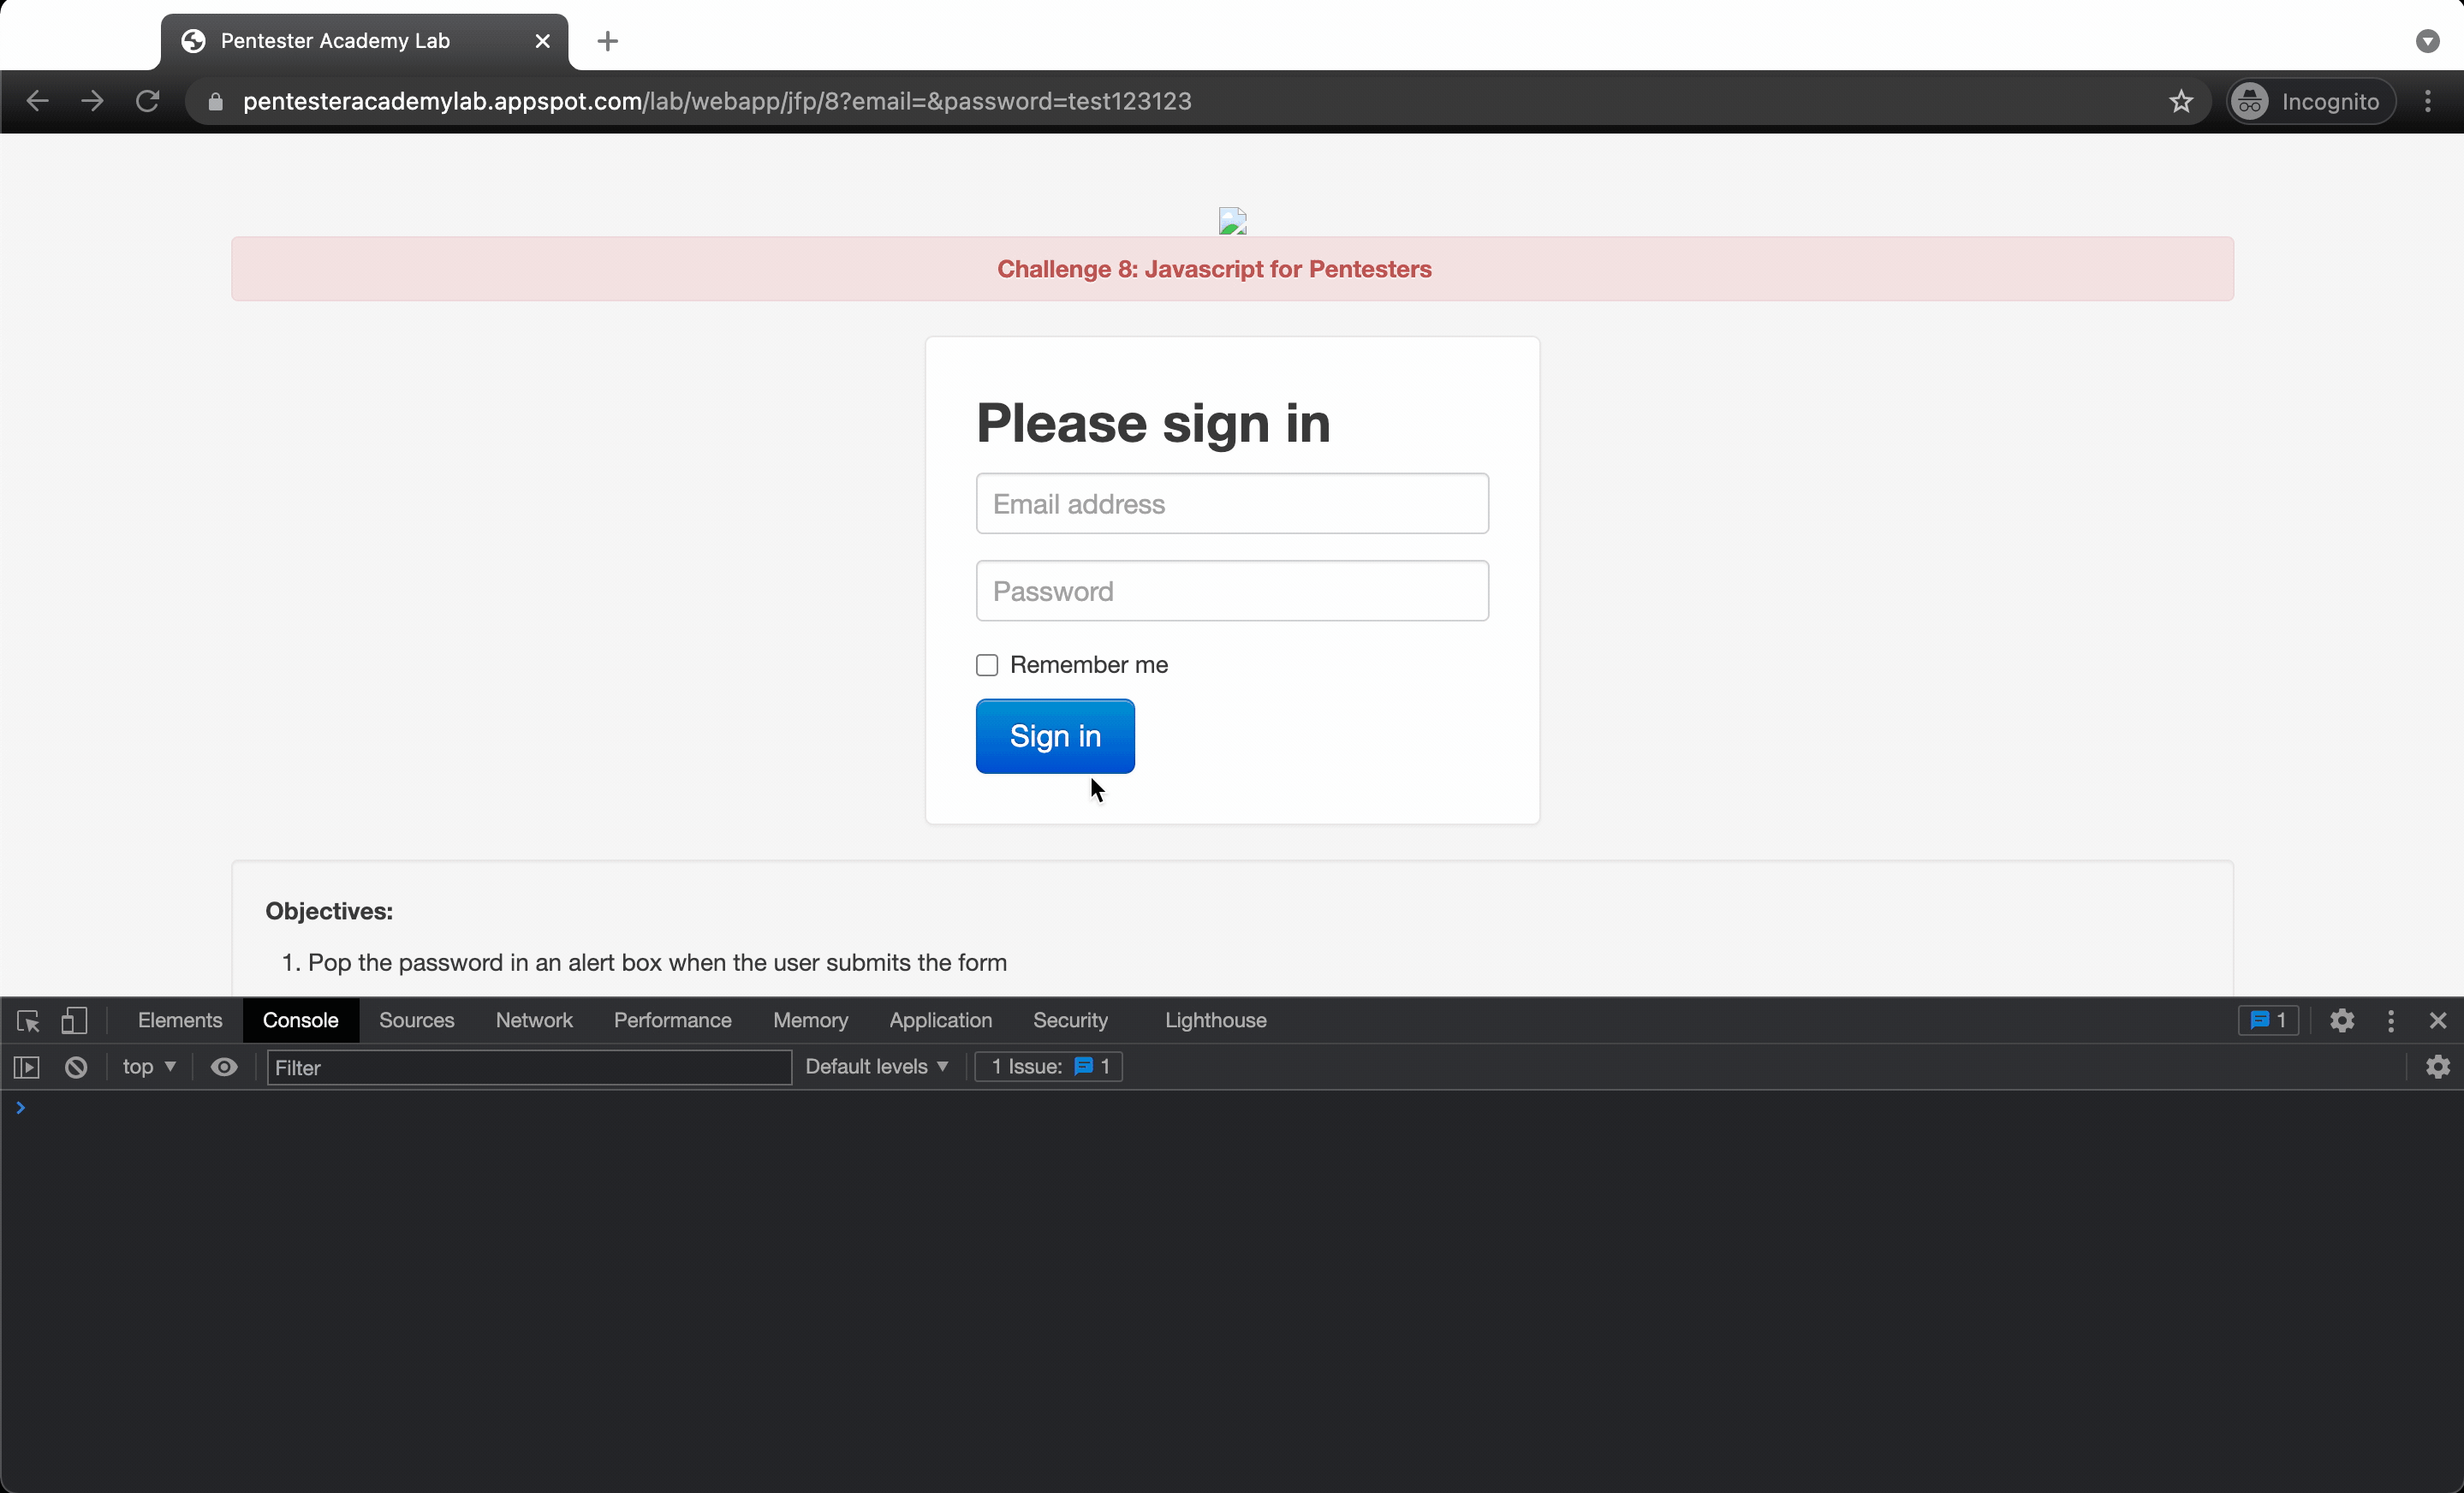 Pentester Academy Lab
pentesteracademylab.appspot.com/lab/webapp/jfp/8?email=&password=test123123
Incognito
Challenge 8: Javascript for Pentesters
Please sign in
Email address
Password
Remember me
Sign in
Objectives:
1. Pop the password in an alert box when the user submits the form
Elements Console Sources Network Performance Memory Application Security Lighthouse 1
top Filter Default levels 1 Issue: 1